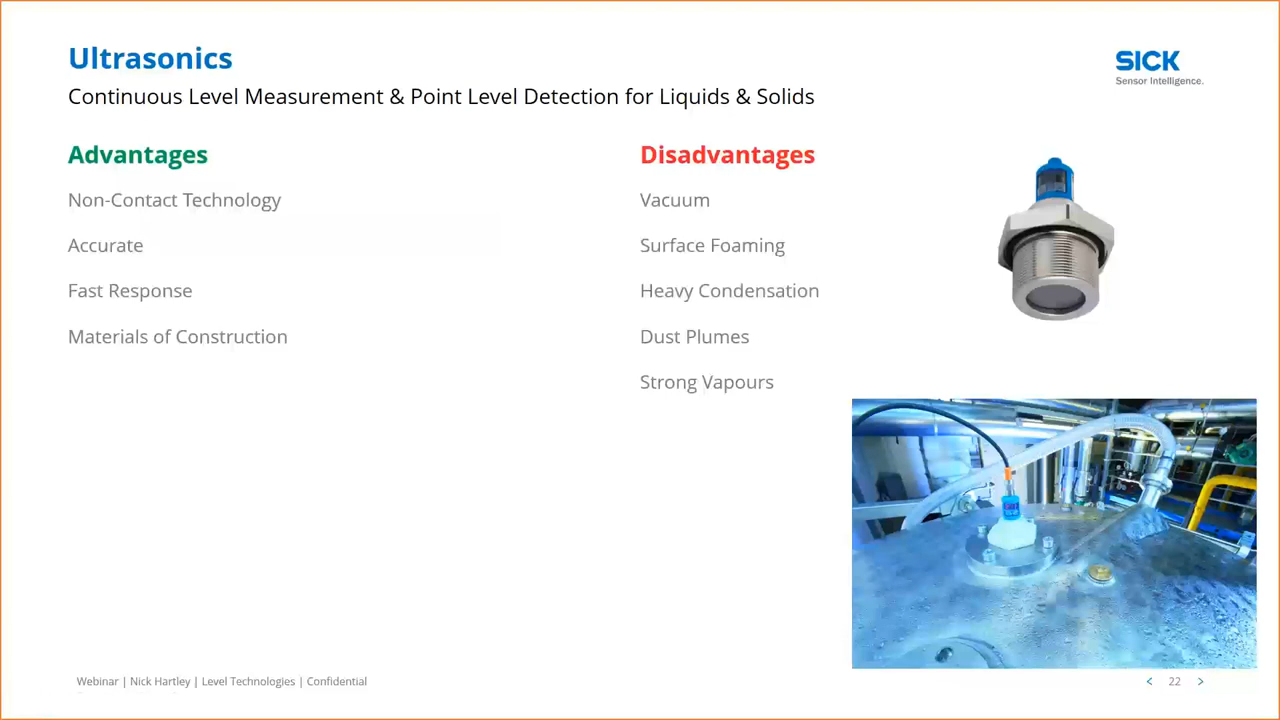 Ultrasonics
SICK
Sensor Intelligence.
Continuous Level Measurement & Point Level Detection for Liquids & Solids
Advantages
Non-Contact Technology
Accurate
Fast Response
Materials of Construction
Disadvantages
Vacuum
Surface Foaming
Heavy Condensation
Dust Plumes
Strong Vapours
Webinar | Nick Hartley | Level Technologies | Confidential
< 22 >